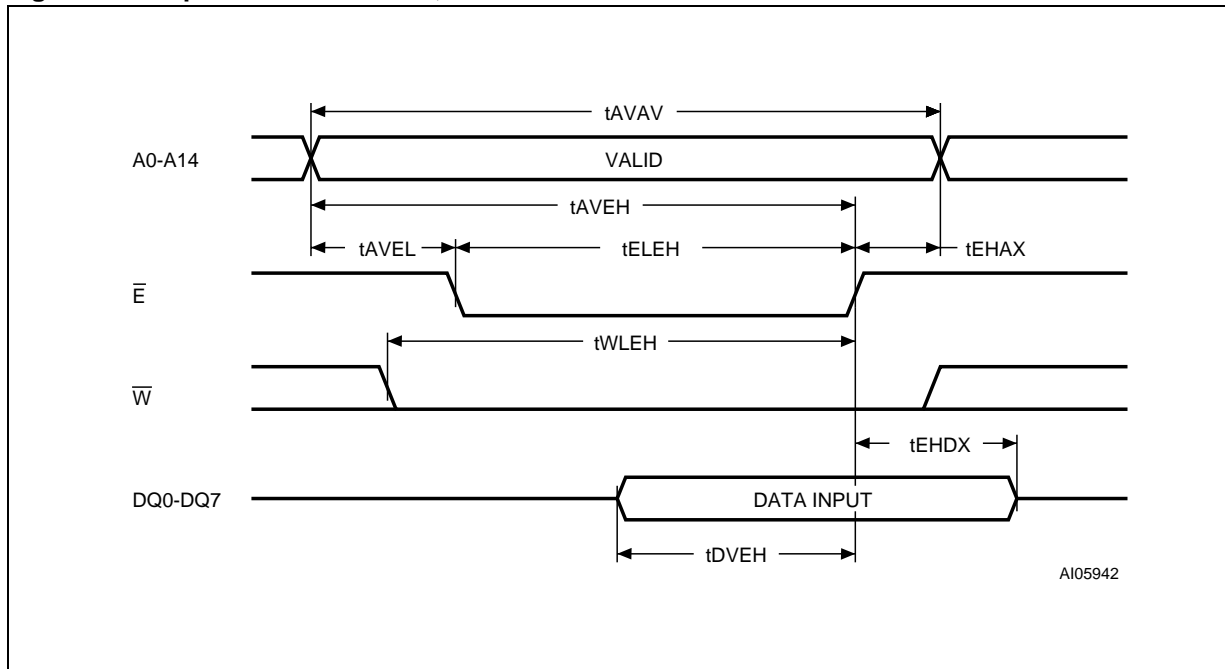 tAVAV
A0-A14 VALID
tAVEH
tAVEL tELEH tEHAX
E̅
tWLEH
W̅
tEHDX
DQ0-DQ7 DATA INPUT
tDVEH
AI05942